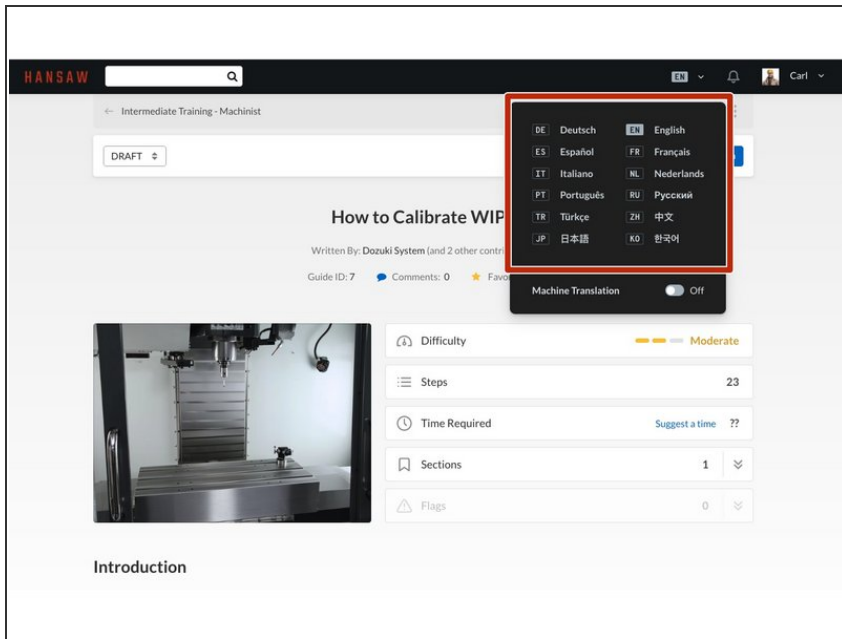 HANSAW
EN
Carl
← Intermediate Training - Machinist
DRAFT
DE Deutsch EN English
ES Español FR Français
IT Italiano NL Nederlands
PT Português RU Русский
TR Türkçe ZH 中文
JP 日本語 KO 한국어
Machine Translation Off
How to Calibrate WIP
Written By: Dozuki System (and 2 other
Guide ID: 7 Comments: 0
Difficulty Moderate
Steps 23
Time Required Suggest a time ??
Sections 1
Flags 0
Introduction